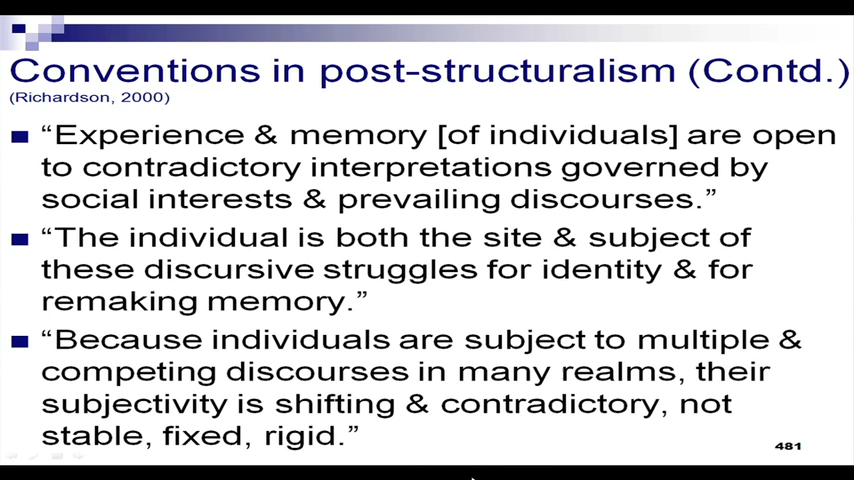 Conventions in post-structuralism (Contd.)
(Richardson, 2000)
“Experience & memory [of individuals] are open
to contradictory interpretations governed by
social interests & prevailing discourses.”
“The individual is both the site & subject of
these discursive struggles for identity & for
remaking memory.”
“Because individuals are subject to multiple &
competing discourses in many realms, their
subjectivity is shifting & contradictory, not
stable, fixed, rigid.”
481